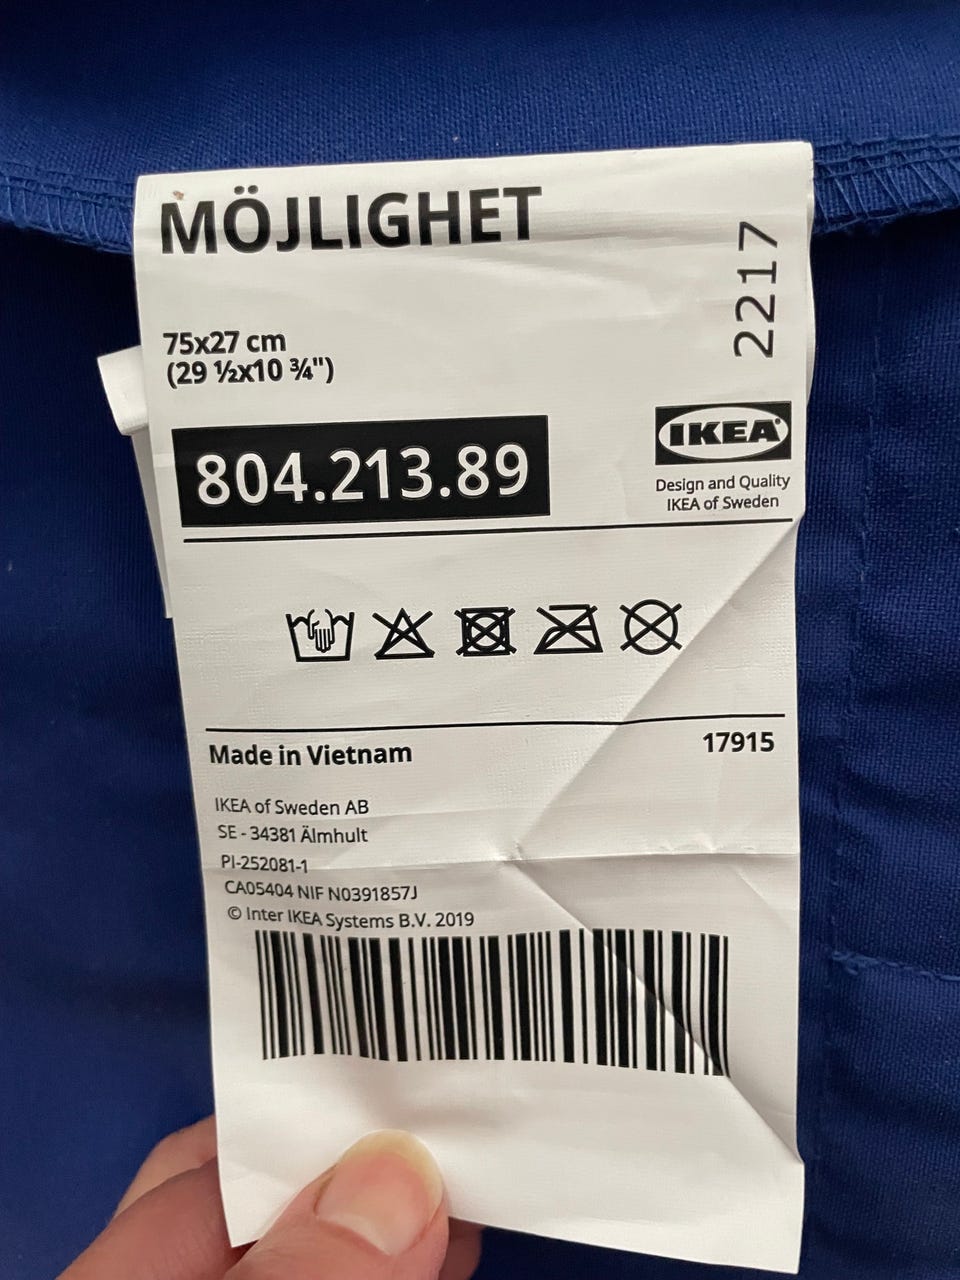 MÖJLIGHET
2217
75x27 cm
(29 ½x10 ¾")
804.213.89
IKEA®
Design and Quality
IKEA of Sweden
Made in Vietnam
17915
IKEA of Sweden AB
SE - 34381 Älmhult
PI-252081-1
CA05404 NIF N0391857J
© Inter IKEA Systems B.V. 2019